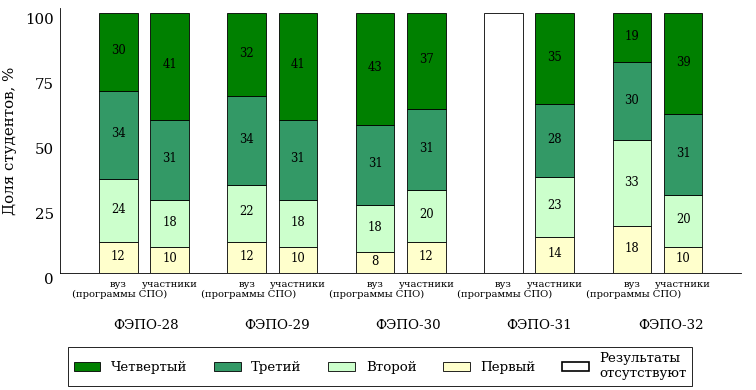 Доля студентов, %
100
75
50
25
0
30 41 32 41 43 37 35 19 39
34 31 34 31 31 31 28 30 31
24 18 22 18 18 20 23 33 20
12 10 12 10 8 12 14 18 10
вуз участники вуз участники вуз участники вуз участники вуз участники
(программы СПО) (программы СПО) (программы СПО) (программы СПО) (программы СПО)
ФЭПО-28 ФЭПО-29 ФЭПО-30 ФЭПО-31 ФЭПО-32
Четвертый Третий Второй Первый Результаты
отсутствуют